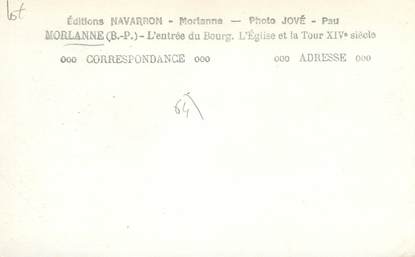 lot
Éditions NAVARRON - Morlanne — Photo JOVÉ - Pau
MORLANNE (B.-P.) - L'entrée du Bourg. L'Église et la Tour XIVe siècle
ooo CORRESPONDANCE ooo ooo ADRESSE ooo
64